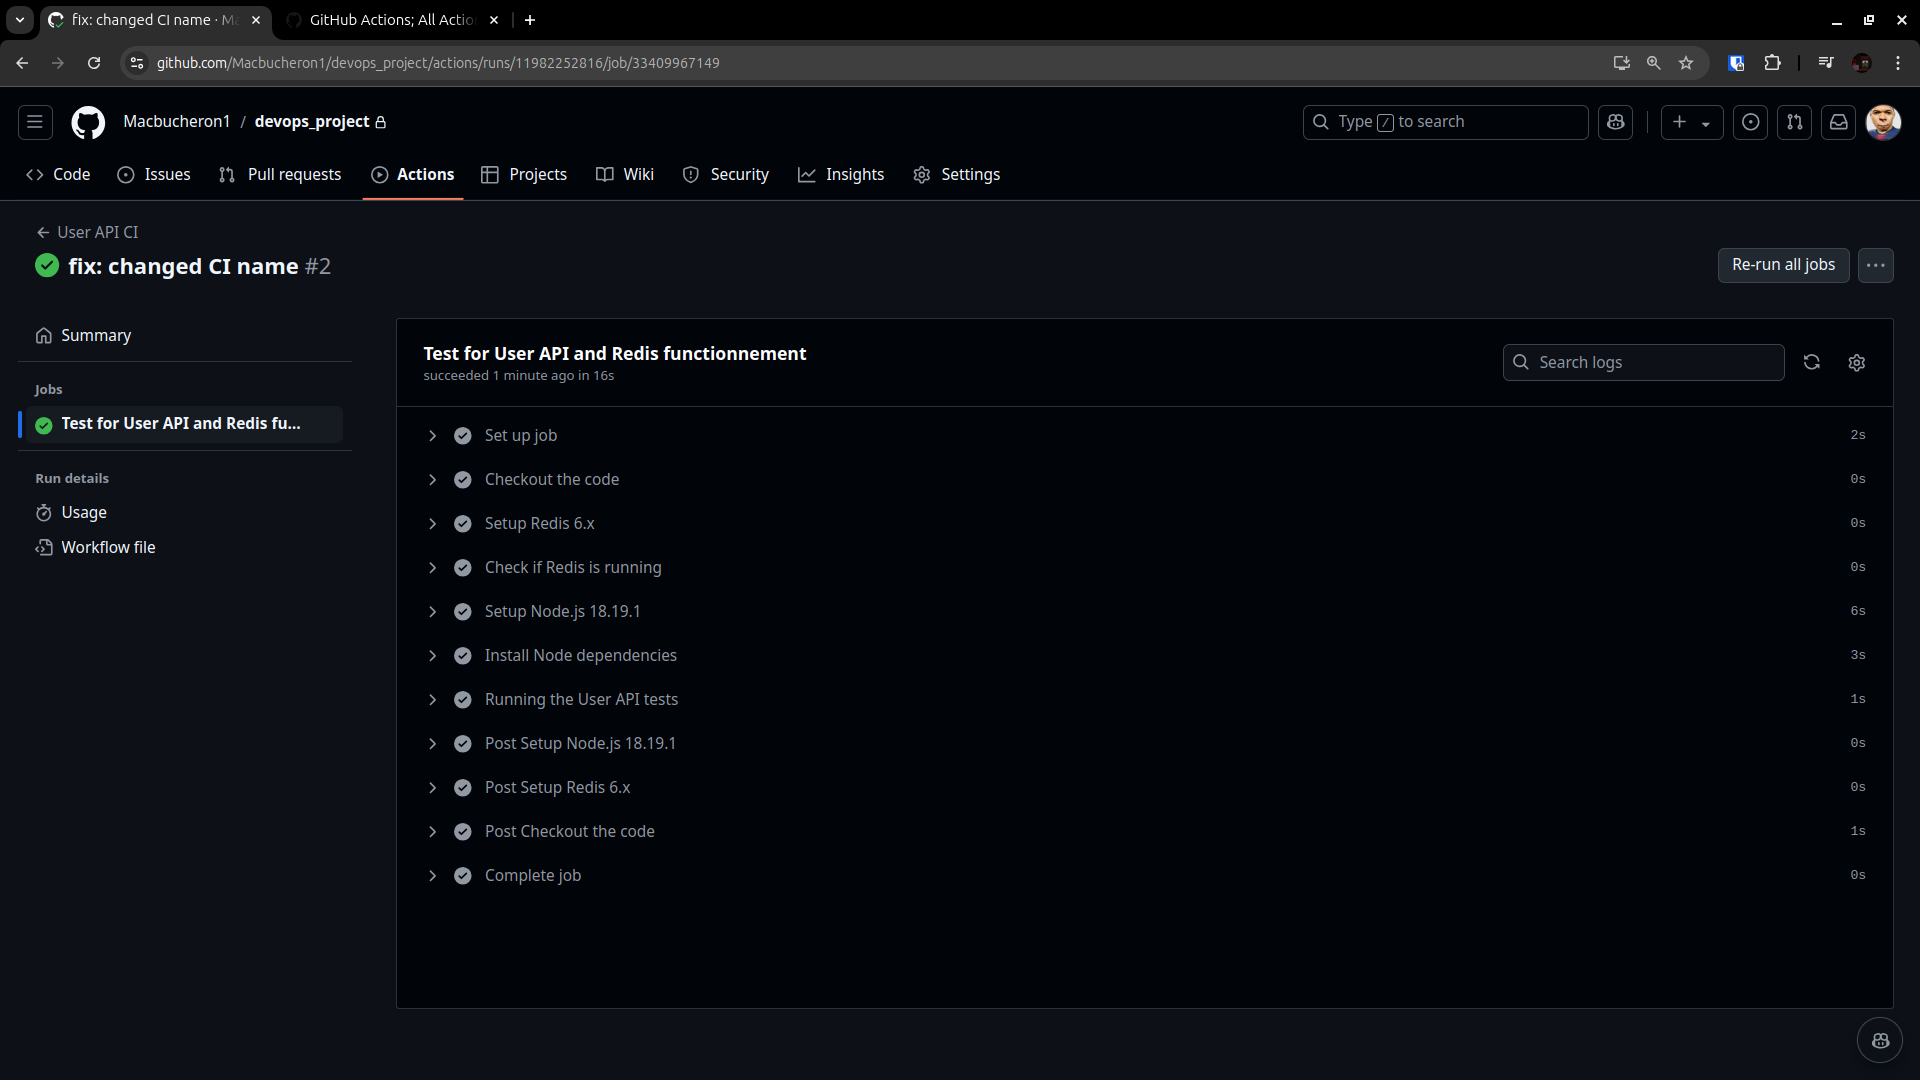 fix: changed CI name · M
GitHub Actions; All Actio
github.com/Macbucheron1/devops_project/actions/runs/11982252816/job/33409967149
Macbucheron1 / devops_project
Type / to search
Code
Issues
Pull requests
Actions
Projects
Wiki
Security
Insights
Settings
User API CI
fix: changed CI name #2
Re-run all jobs
Summary
Jobs
Test for User API and Redis fu...
Run details
Usage
Workflow file
Test for User API and Redis functionnement
succeeded 1 minute ago in 16s
Search logs
Set up job 2s
Checkout the code 0s
Setup Redis 6.x 0s
Check if Redis is running 0s
Setup Node.js 18.19.1 6s
Install Node dependencies 3s
Running the User API tests 1s
Post Setup Node.js 18.19.1 0s
Post Setup Redis 6.x 0s
Post Checkout the code 1s
Complete job 0s